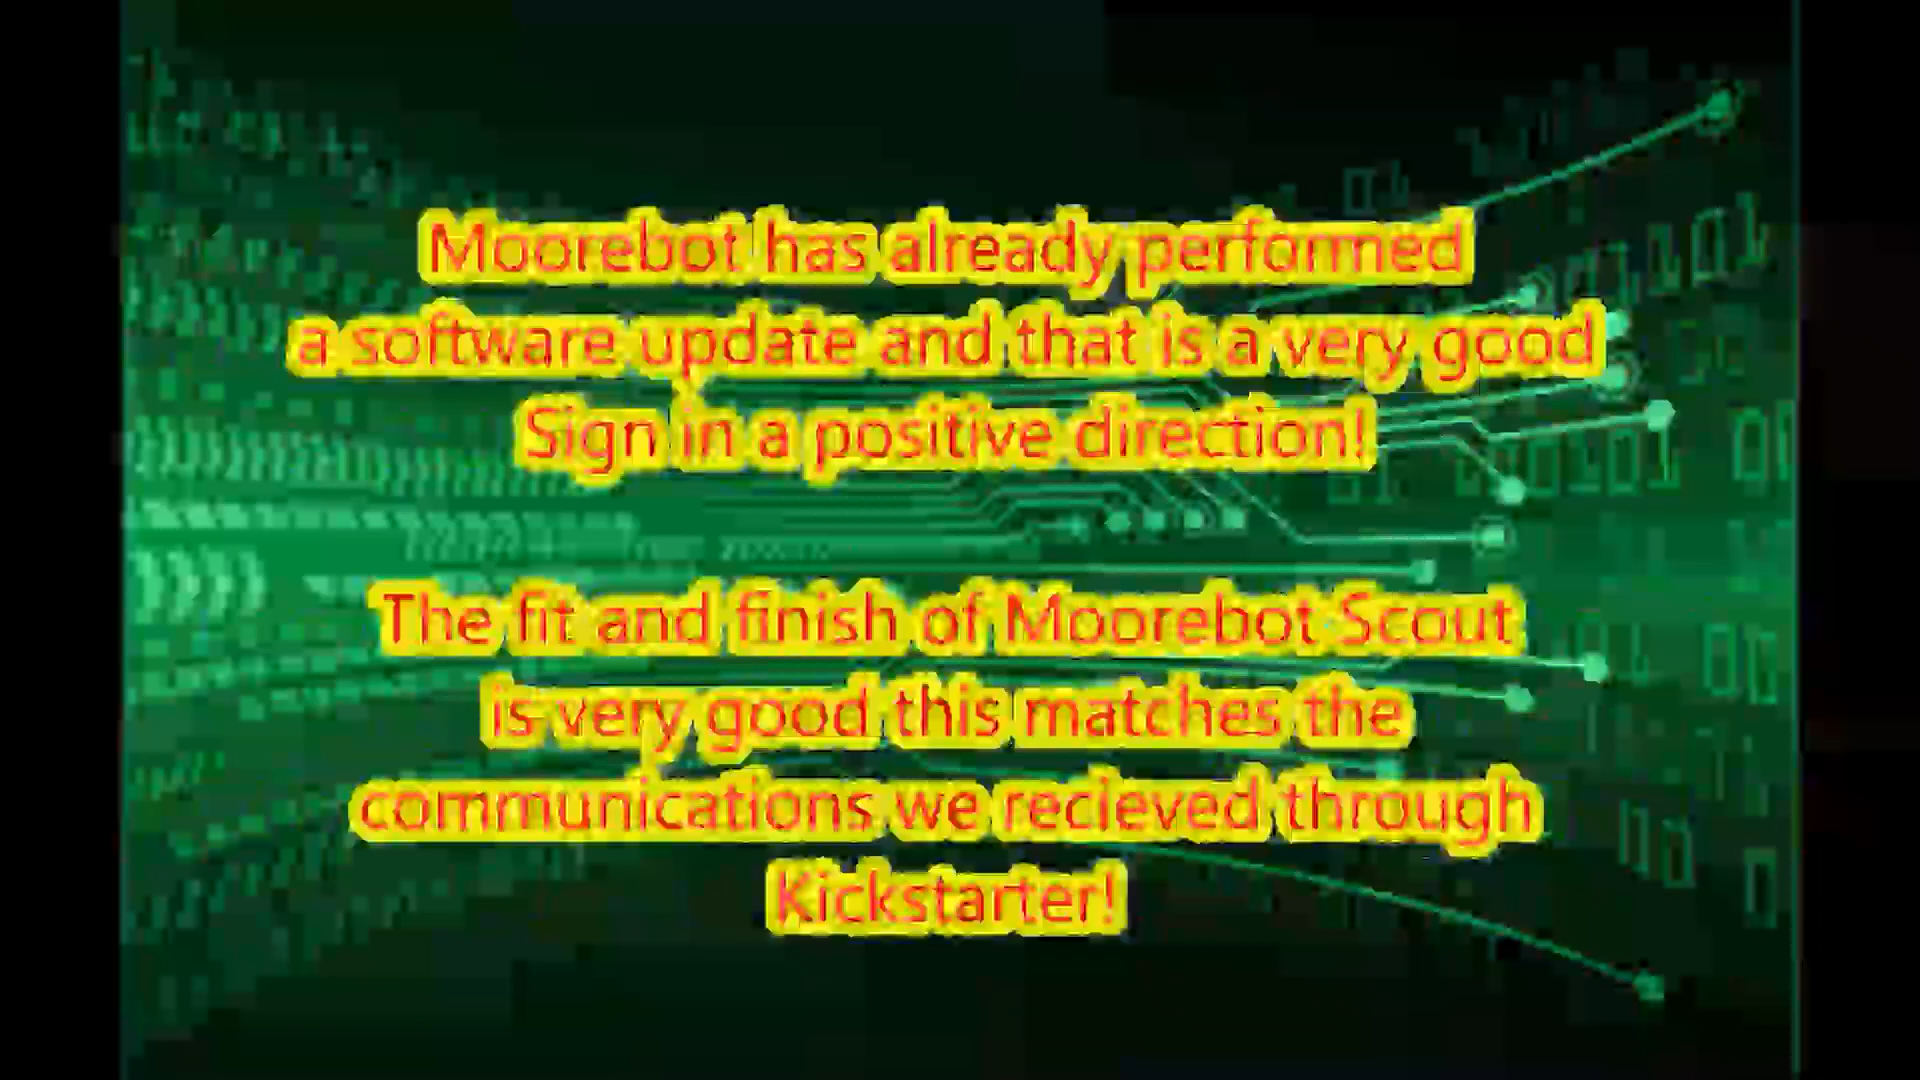 Moorebot has already performed
a software update and that is a very good
Sign in a positive direction!
The fit and finish of Moorebot Scout
is very good this matches the
communications we recieved through
Kickstarter!